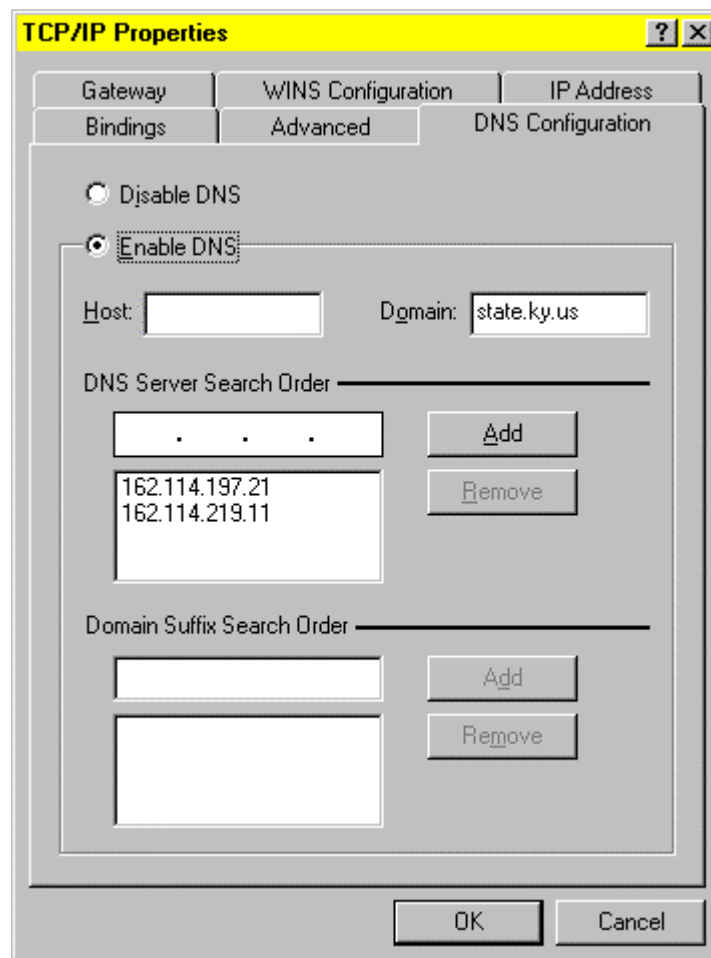 TCP/IP Properties
Gateway WINS Configuration IP Address
Bindings Advanced DNS Configuration
Disable DNS
Enable DNS
Host: Domain: state.ky.us
DNS Server Search Order
. . . Add
162.114.197.21 Remove
162.114.219.11
Domain Suffix Search Order
Add
Remove
OK Cancel